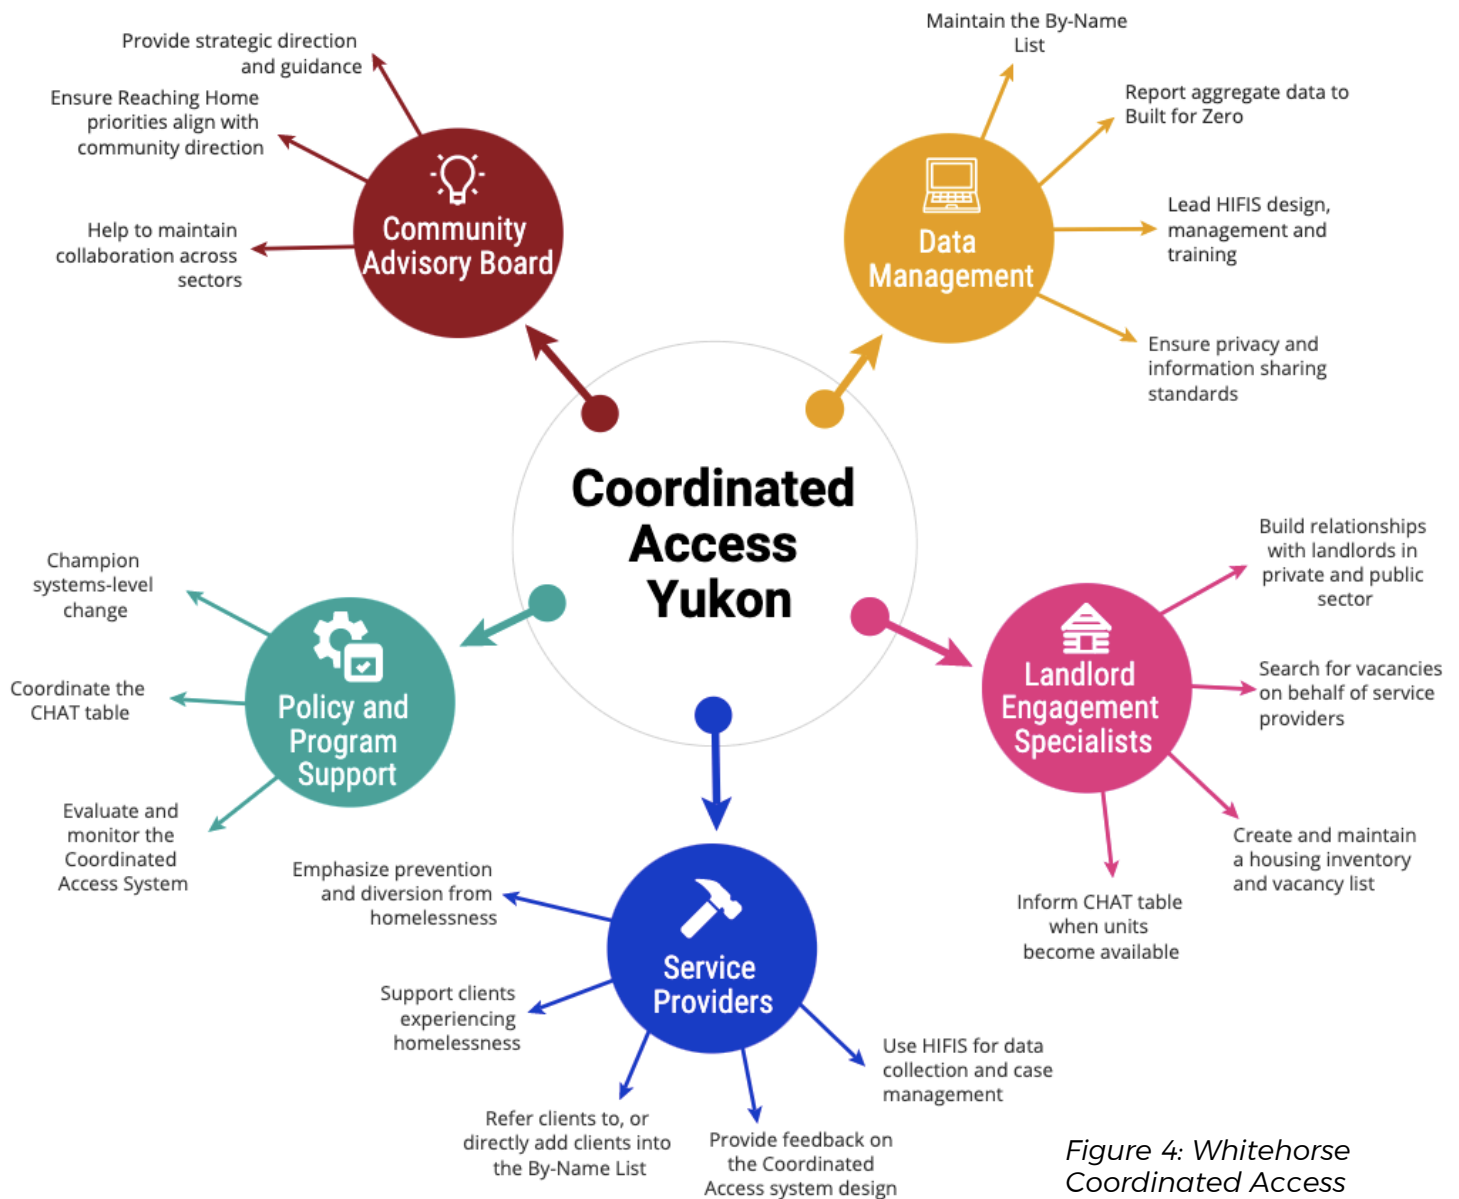 Provide strategic direction
and guidance
Ensure Reaching Home
priorities align with
community direction
Help to maintain
collaboration across
sectors
Community
Advisory Board
Maintain the By-Name
List
Report aggregate data to
Built for Zero
Lead HIFIS design,
management and
training
Ensure privacy and
information sharing
standards
Data
Management
Coordinated
Access
Yukon
Champion
systems-level
change
Coordinate the
CHAT table
Evaluate and
monitor the
Coordinated
Access System
Policy and
Program
Support
Build relationships
with landlords in
private and public
sector
Search for vacancies
on behalf of service
providers
Create and maintain
a housing inventory
and vacancy list
Inform CHAT table
when units
become available
Landlord
Engagement
Specialists
Emphasize prevention
and diversion from
homelessness
Support clients
experiencing
homelessness
Refer clients to, or
directly add clients into
the By-Name List
Provide feedback on
the Coordinated
Access system design
Use HIFIS for data
collection and case
management
Service
Providers
Figure 4: Whitehorse
Coordinated Access